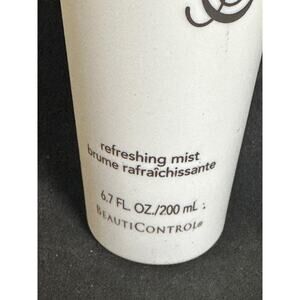 refreshing mist
brume rafraîchissante
6.7 FL. OZ./200 mL
BEAUTICONTROL®